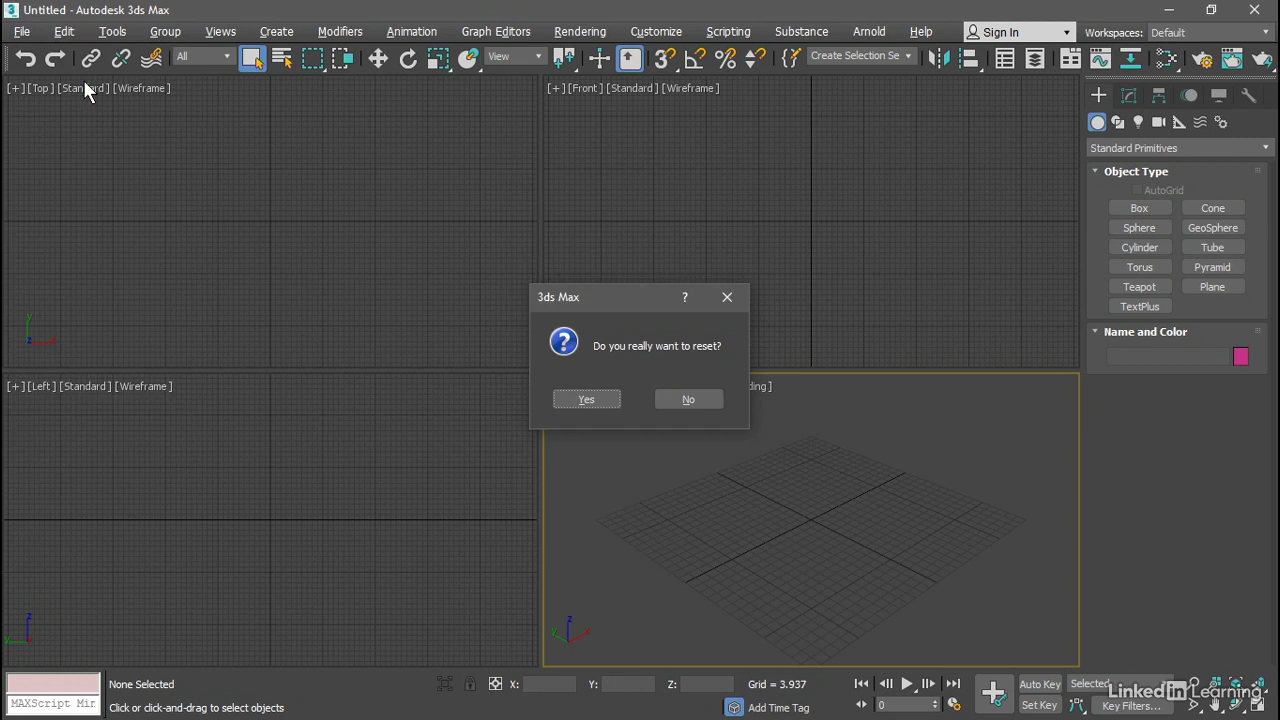 Untitled - Autodesk 3ds Max
File Edit Tools Group Views Create Modifiers Animation Graph Editors Rendering Customize Scripting Substance Arnold Help Sign In Workspaces: Default
All View Create Selection Se
[+] [Top] [Standard] [Wireframe]
[+] [Front] [Standard] [Wireframe]
Standard Primitives
Object Type
AutoGrid
Box Cone
Sphere GeoSphere
Cylinder Tube
Torus Pyramid
Teapot Plane
TextPlus
Name and Color
3ds Max
Do you really want to reset?
Yes No
[+] [Left] [Standard] [Wireframe]
ding]
y x
z y
z y x
None Selected X: Y: Z: Grid = 3.937 Auto Key Selected
MAXScript Min Click or click-and-drag to select objects Add Time Tag 0 Set Key Key Filters...
LinkedIn Learning